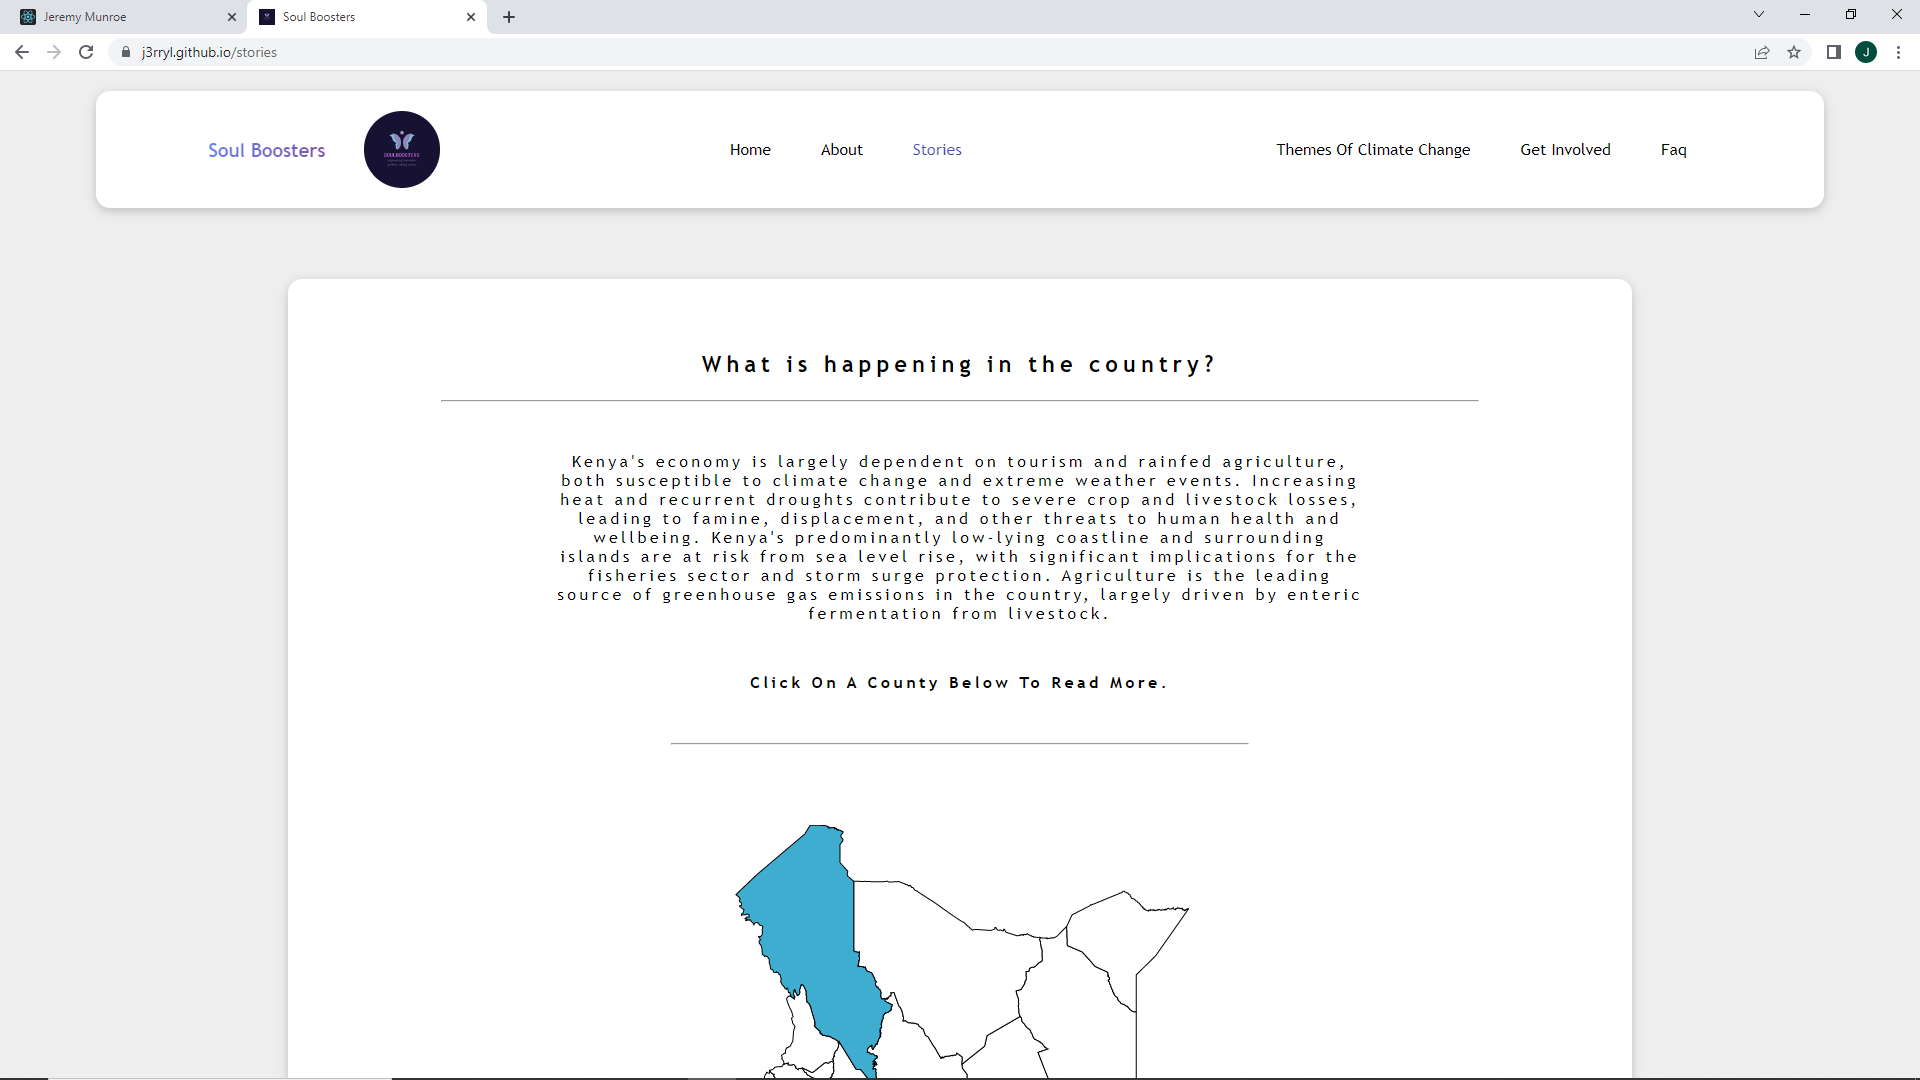 Jeremy Munroe
Soul Boosters
j3rryl.github.io/stories
J
Soul Boosters
SOUL BOOSTERS
Home
About
Stories
Themes Of Climate Change
Get Involved
Faq
What is happening in the country?
Kenya's economy is largely dependent on tourism and rainfed agriculture,
both susceptible to climate change and extreme weather events. Increasing
heat and recurrent droughts contribute to severe crop and livestock losses,
leading to famine, displacement, and other threats to human health and
wellbeing. Kenya's predominantly low-lying coastline and surrounding
islands are at risk from sea level rise, with significant implications for the
fisheries sector and storm surge protection. Agriculture is the leading
source of greenhouse gas emissions in the country, largely driven by enteric
fermentation from livestock.
Click On A County Below To Read More.